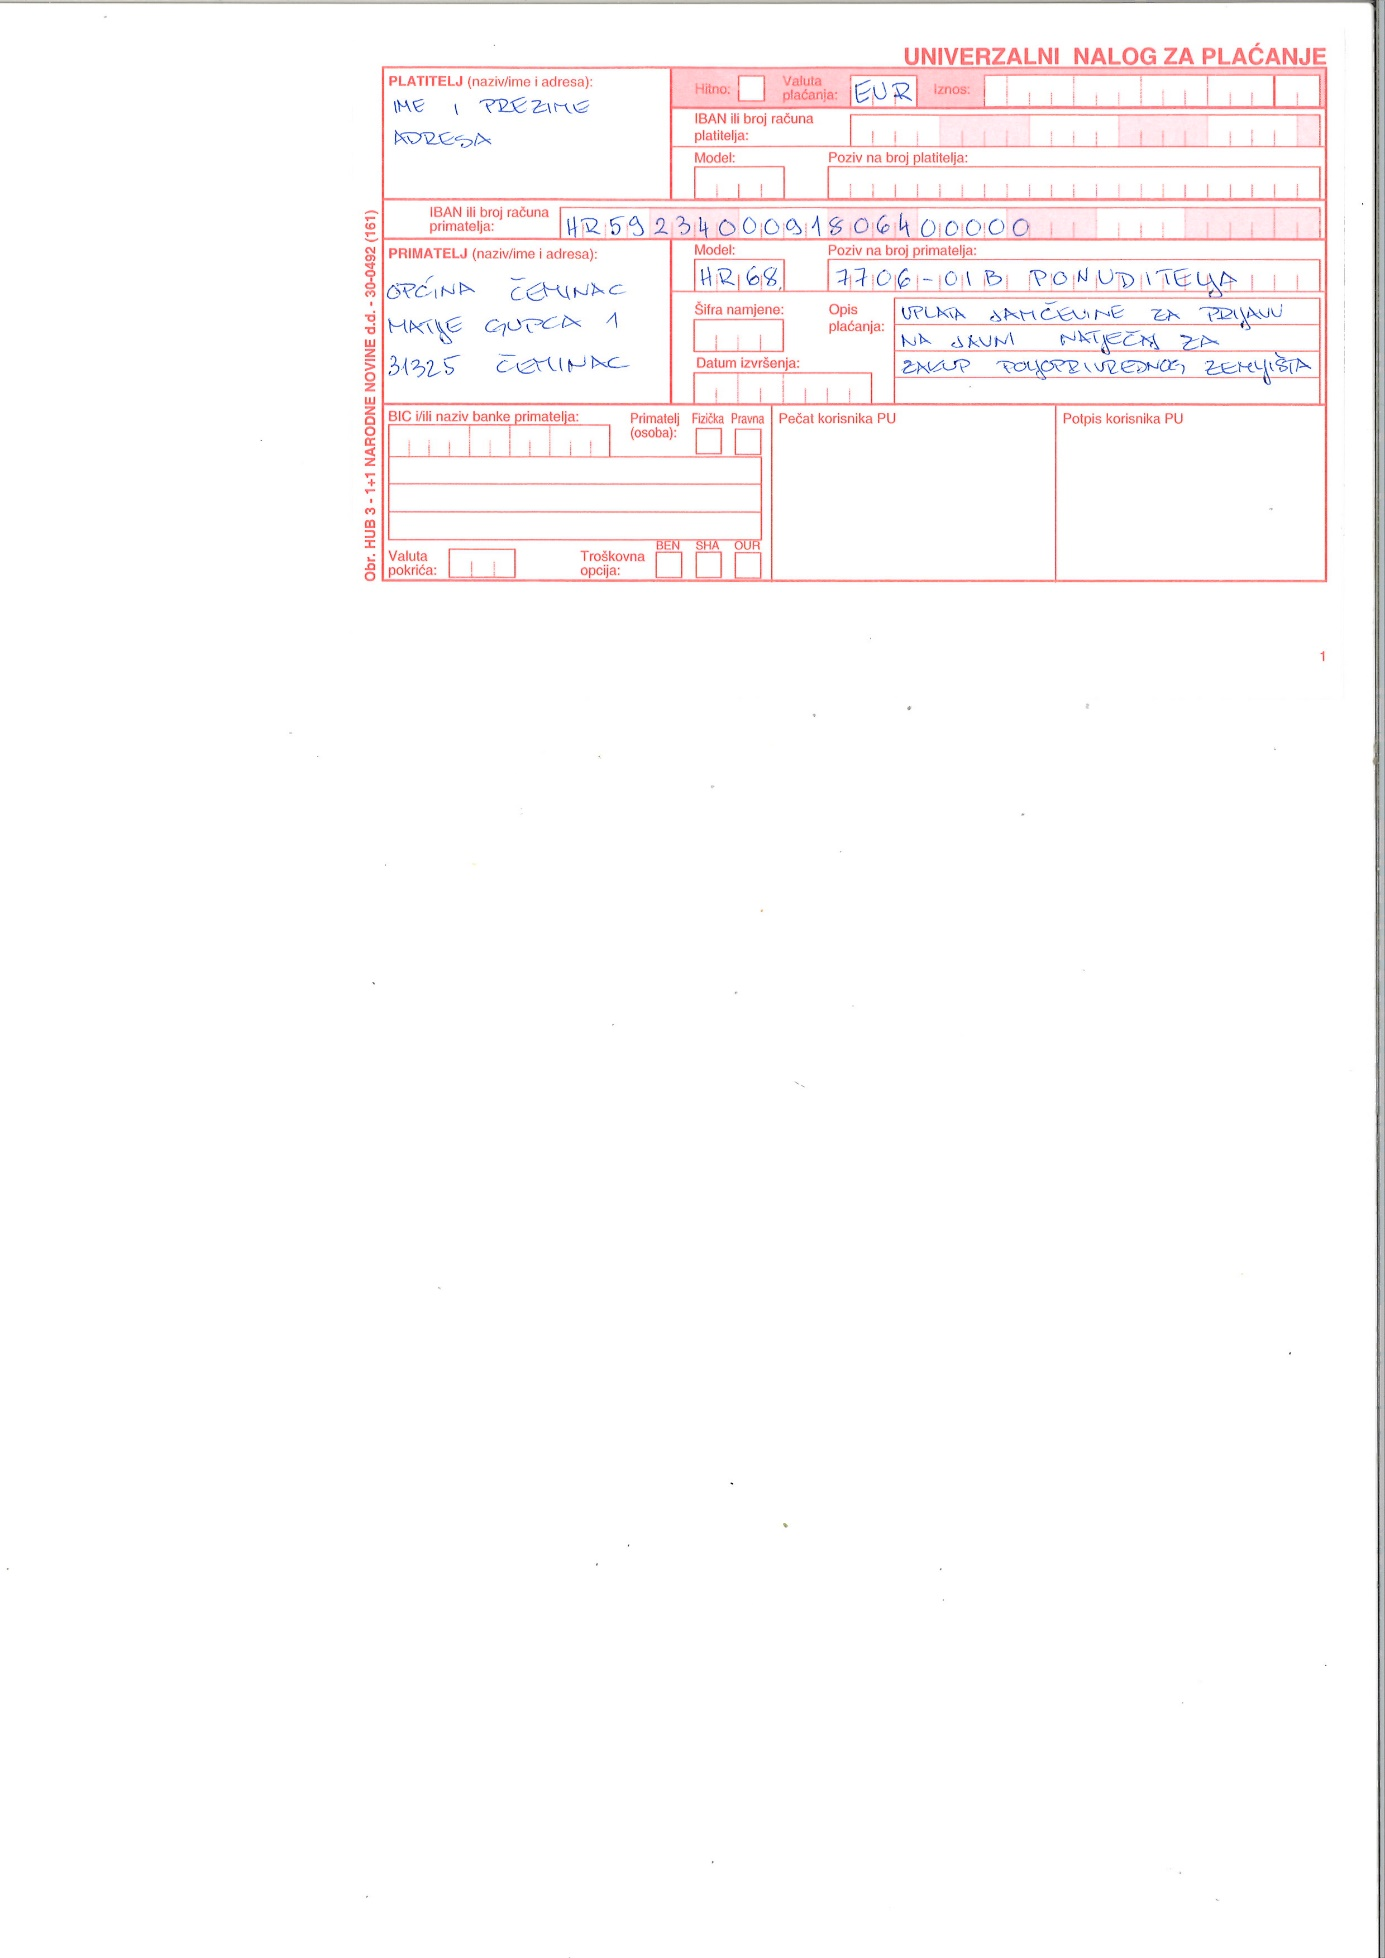 UNIVERZALNI NALOG ZA PLAĆANJE
PLATITELJ (naziv/ime i adresa):
IME I PREZIME
ADRESA
Hitno:
Valuta plaćanja: EUR
Iznos:
IBAN ili broj računa platitelja:
Model:
Poziv na broj platitelja:
IBAN ili broj računa primatelja: HR5923400091806400000
PRIMATELJ (naziv/ime i adresa):
OPĆINA ČEMINAC
MATIJE GUPCA 1
31325 ČEMINAC
Model: HR68
Poziv na broj primatelja: 7706-OIB PONUDITELJA
Šifra namjene:
Opis plaćanja:
UPLATA JAMČEVINE ZA PRIJAVU
NA JAVNI NATJEČAJ ZA
ZAKUP POLJOPRIVREDNOG ZEMLJIŠTA
Datum izvršenja:
BIC i/ili naziv banke primatelja:
Primatelj (osoba): Fizička Pravna
Pečat korisnika PU
Potpis korisnika PU
Valuta pokrića:
Troškovna opcija: BEN SHA OUR
Obr. HUB 3 - 1+1 NARODNE NOVINE d.d. - 30-0492 (161)
1